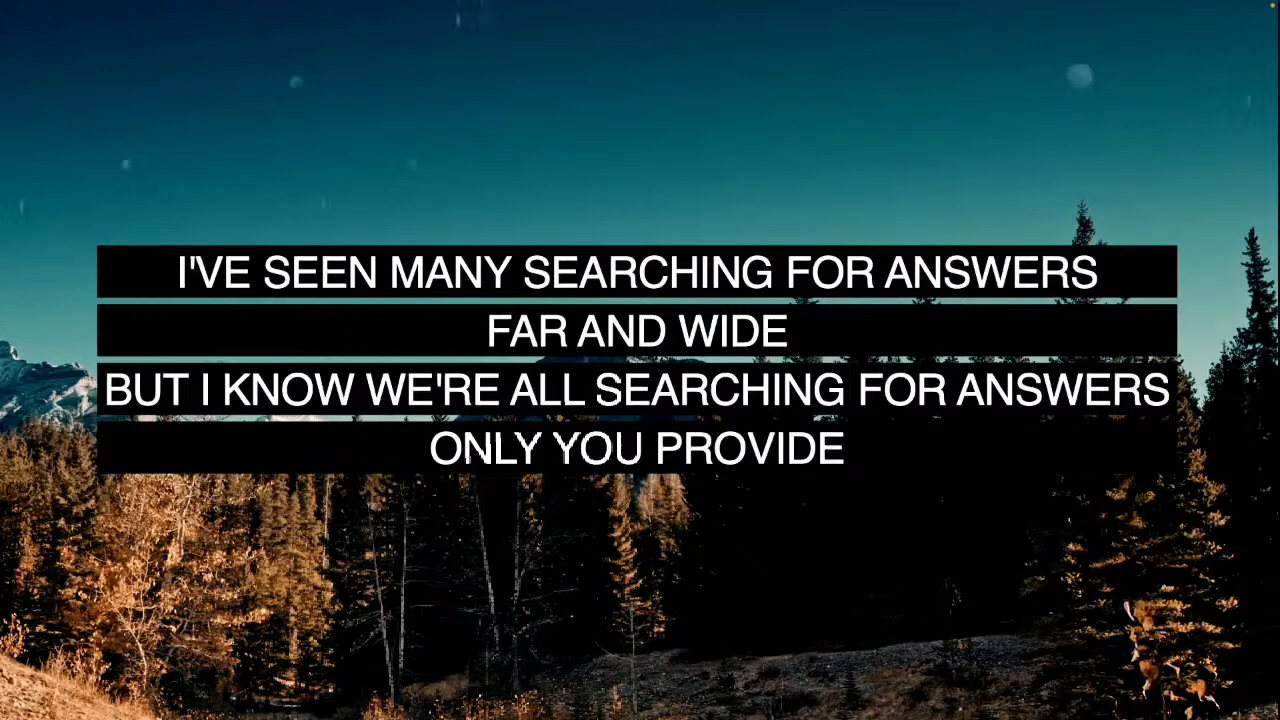 I'VE SEEN MANY SEARCHING FOR ANSWERS
FAR AND WIDE
BUT I KNOW WE'RE ALL SEARCHING FOR ANSWERS
ONLY YOU PROVIDE